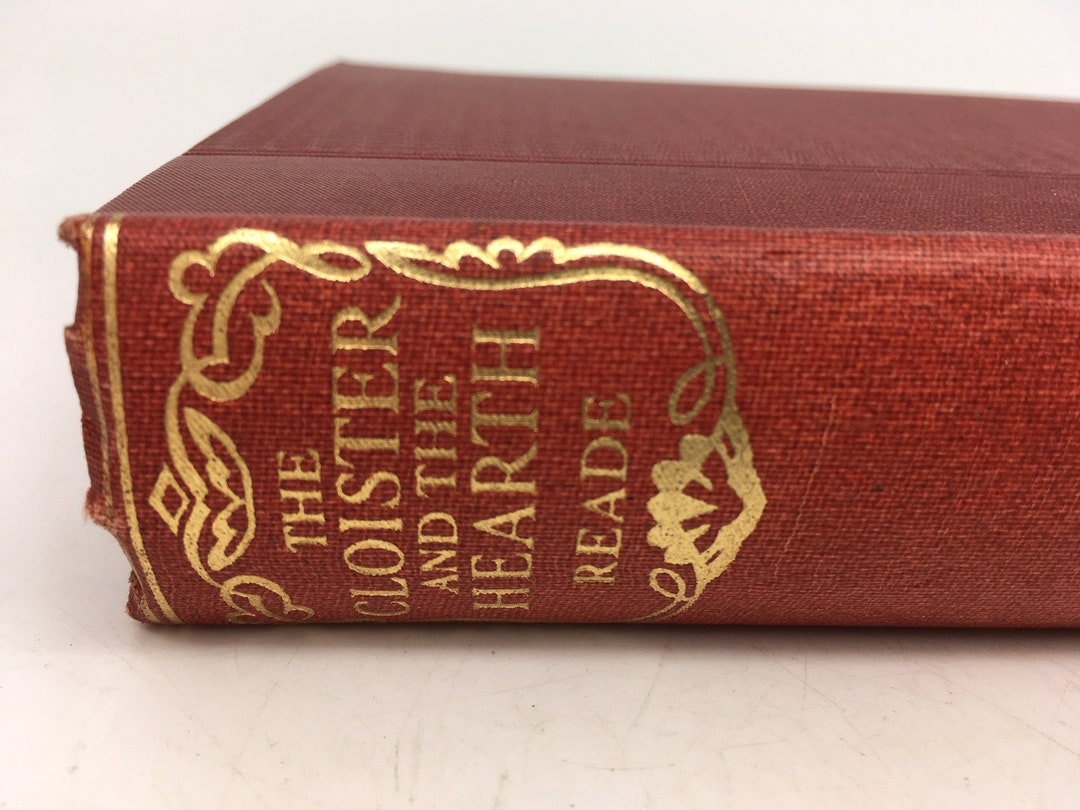 THE
CLOISTER
AND THE
HEARTH
READE